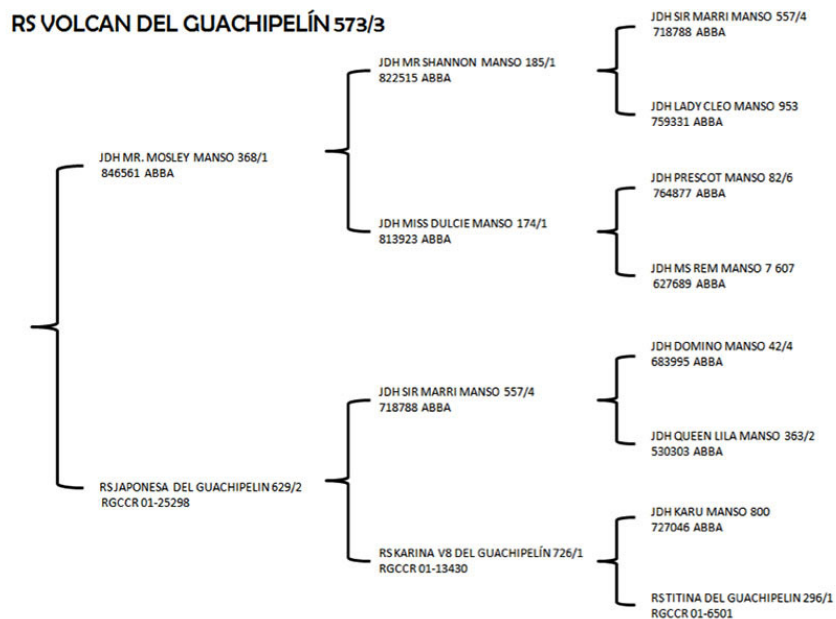 RS VOLCAN DEL GUACHIPELÍN 573/3
JDH MR. MOSLEY MANSO 368/1
846561 ABBA
RS JAPONESA DEL GUACHIPELIN 629/2
RGCCR 01-25298
JDH MR SHANNON MANSO 185/1
822515 ABBA
JDH MISS DULCIE MANSO 174/1
813923 ABBA
JDH SIR MARRI MANSO 557/4
718788 ABBA
RS KARINA V8 DEL GUACHIPELÍN 726/1
RGCCR 01-13430
JDH SIR MARRI MANSO 557/4
718788 ABBA
JDH LADY CLEO MANSO 953
759331 ABBA
JDH PRESCOT MANSO 82/6
764877 ABBA
JDH MS REM MANSO 7 607
627689 ABBA
JDH DOMINO MANSO 42/4
683995 ABBA
JDH QUEEN LILA MANSO 363/2
530303 ABBA
JDH KARU MANSO 800
727046 ABBA
RS TITINA DEL GUACHIPELIN 296/1
RGCCR 01-6501